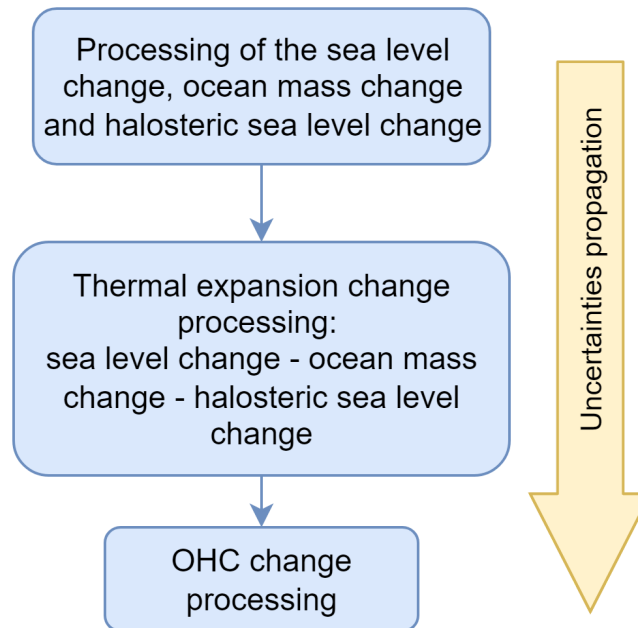 Processing of the sea level
change, ocean mass change
and halosteric sea level change
Thermal expansion change
processing:
sea level change - ocean mass
change - halosteric sea level
change
OHC change
processing
Uncertainties propagation